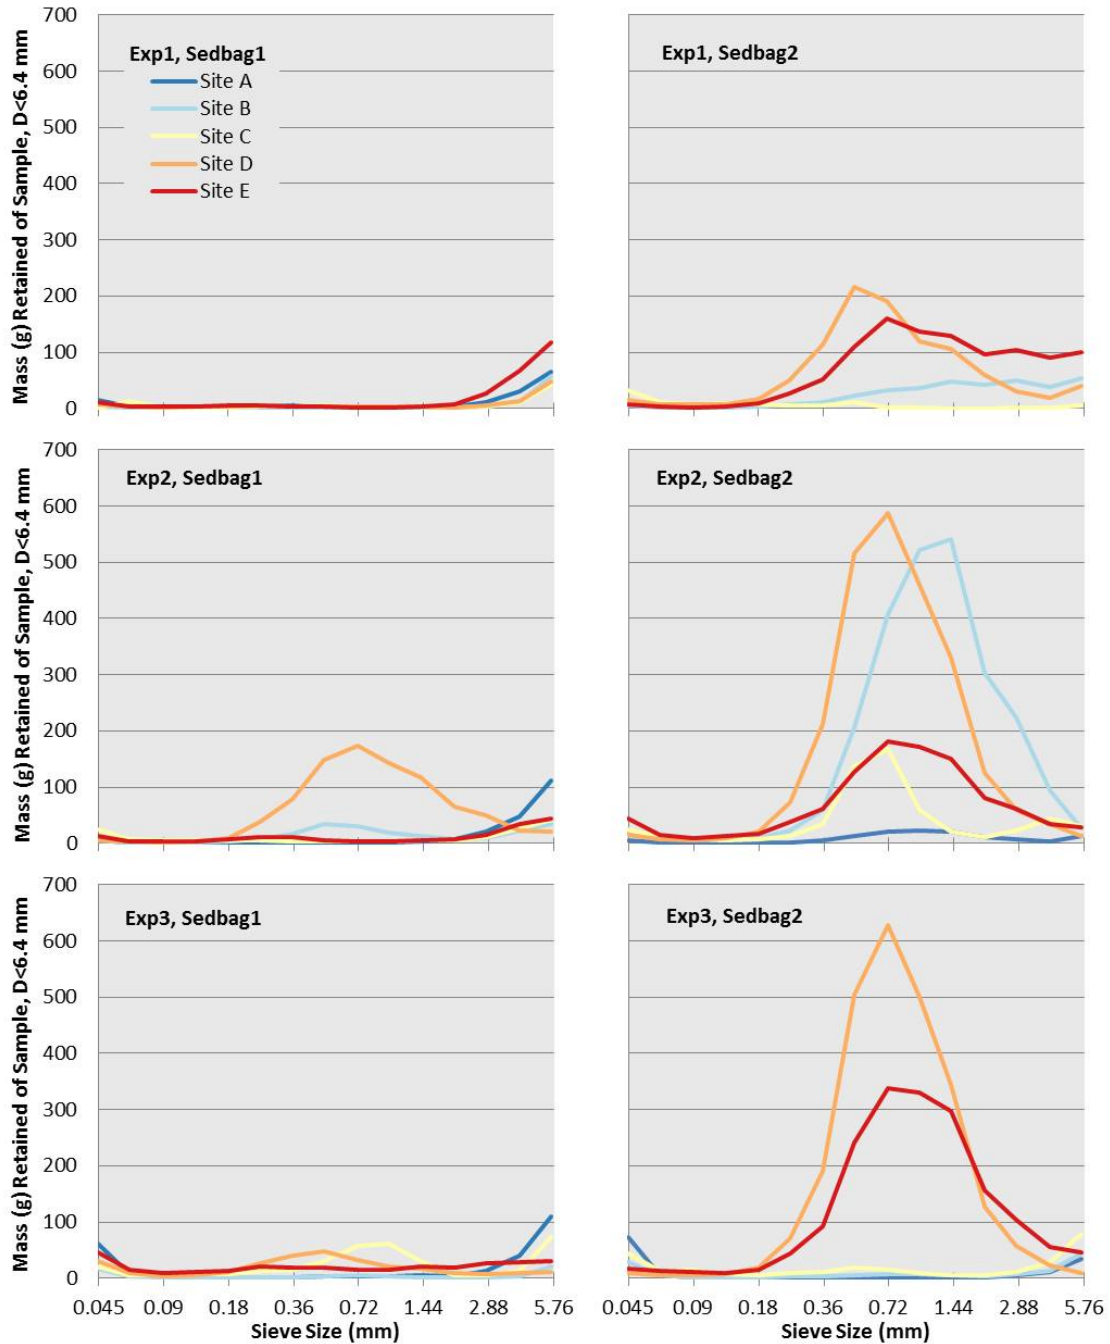 Mass (g) Retained of Sample, D<6.4 mm
700
600
500
400
300
200
100
0
Exp1, Sedbag1
Site A
Site B
Site C
Site D
Site E
Exp1, Sedbag2
Mass (g) Retained of Sample, D<6.4 mm
700
600
500
400
300
200
100
0
Exp2, Sedbag1
Exp2, Sedbag2
Mass (g) Retained of Sample, D<6.4 mm
700
600
500
400
300
200
100
0
Exp3, Sedbag1
Exp3, Sedbag2
0.045 0.09 0.18 0.36 0.72 1.44 2.88 5.76
Sieve Size (mm)
0.045 0.09 0.18 0.36 0.72 1.44 2.88 5.76
Sieve Size (mm)